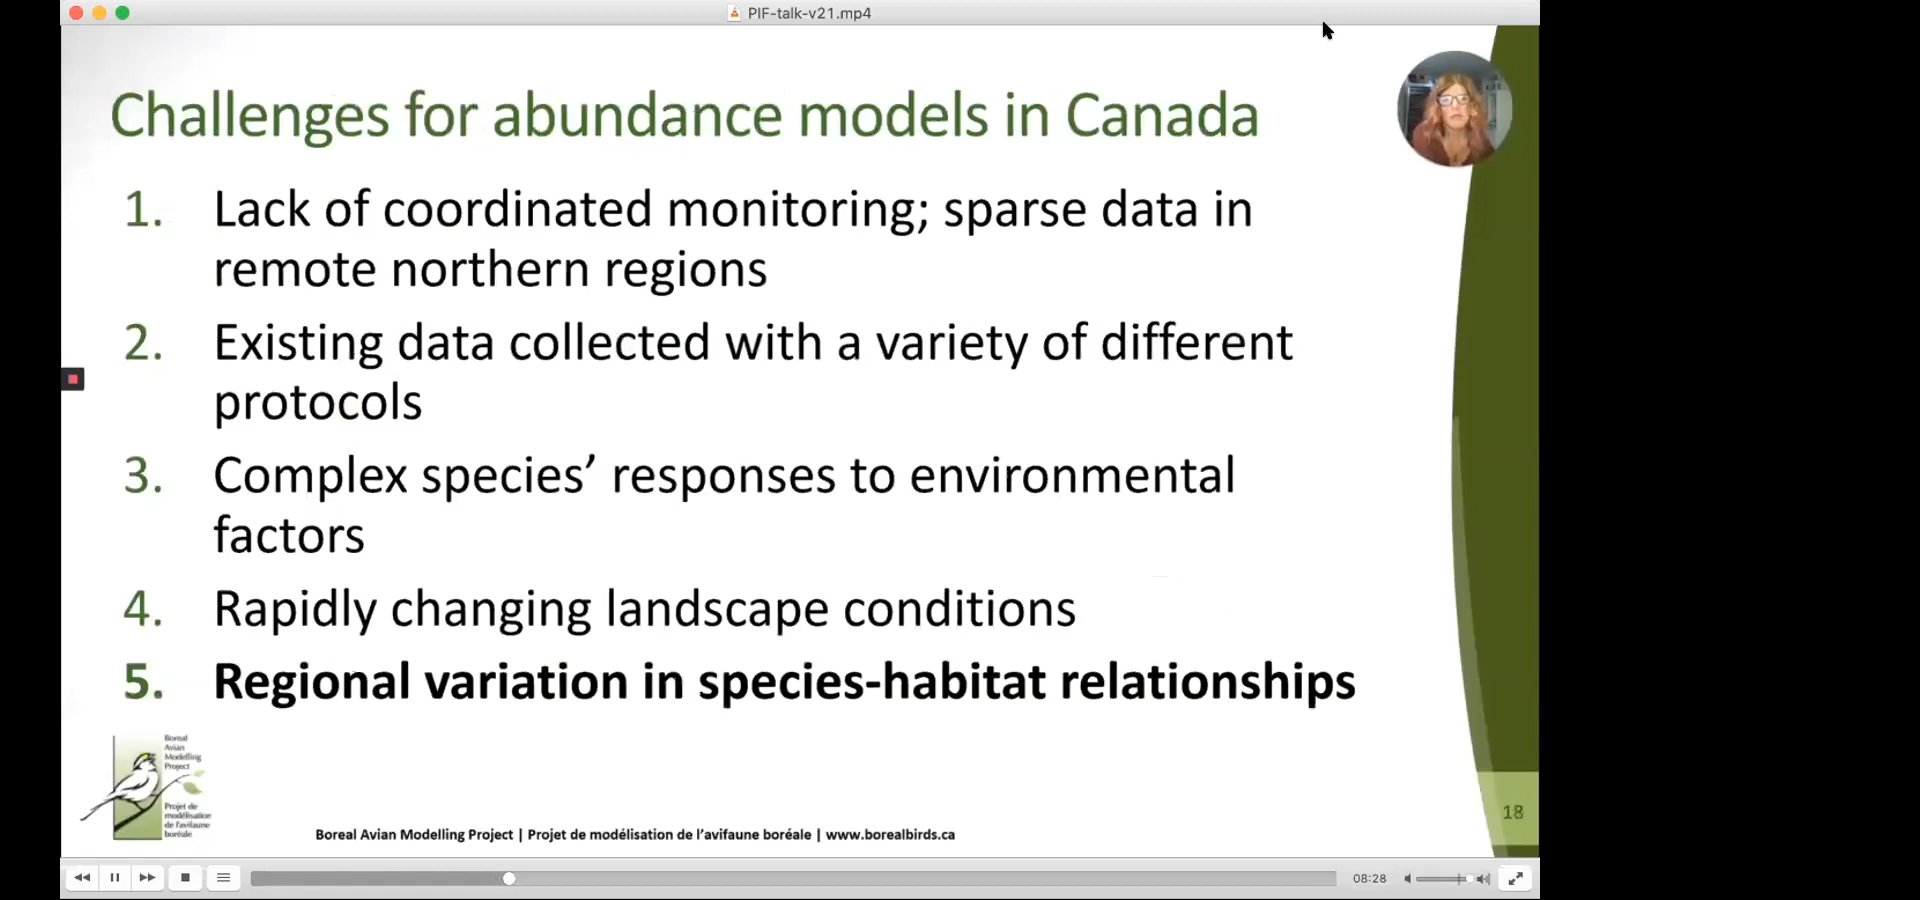 PIF-talk-v21.mp4
Challenges for abundance models in Canada
1. Lack of coordinated monitoring; sparse data in
remote northern regions
2. Existing data collected with a variety of different
protocols
3. Complex species’ responses to environmental
factors
4. Rapidly changing landscape conditions
5. Regional variation in species-habitat relationships
Boreal
Avian
Modelling
Project
Projet de
modélisation
de l'avifaune
boréale
Boreal Avian Modelling Project | Projet de modélisation de l’avifaune boréale | www.borealbirds.ca
18
08:28